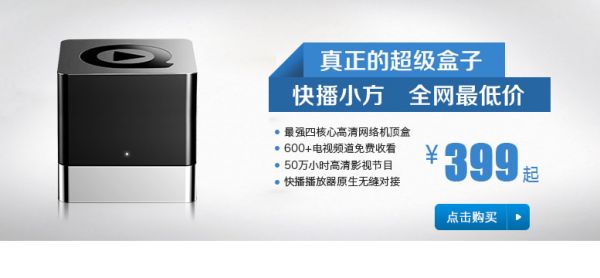 真正的超级盒子
快播小方 全网最低价
• 最强四核心高清网络机顶盒
• 600+电视频道免费收看
• 50万小时高清影视节目
• 快播播放器原生无缝对接
¥399起
点击购买